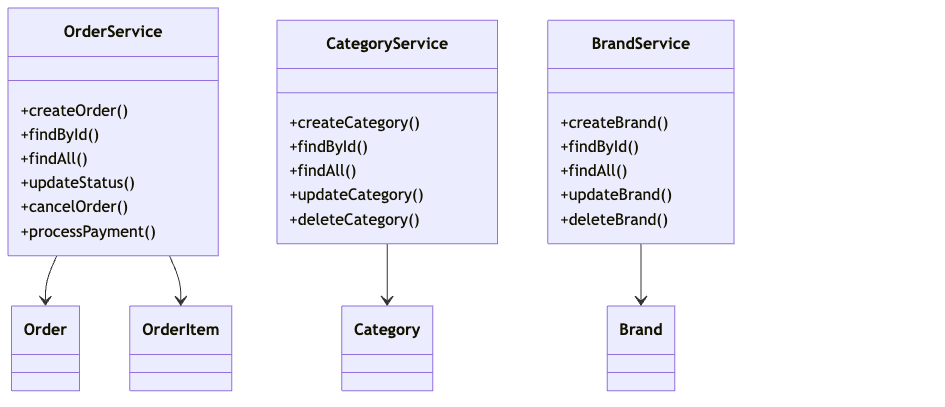 OrderService
+createOrder()
+findById()
+findAll()
+updateStatus()
+cancelOrder()
+processPayment()
CategoryService
+createCategory()
+findById()
+findAll()
+updateCategory()
+deleteCategory()
BrandService
+createBrand()
+findById()
+findAll()
+updateBrand()
+deleteBrand()
Order
OrderItem
Category
Brand